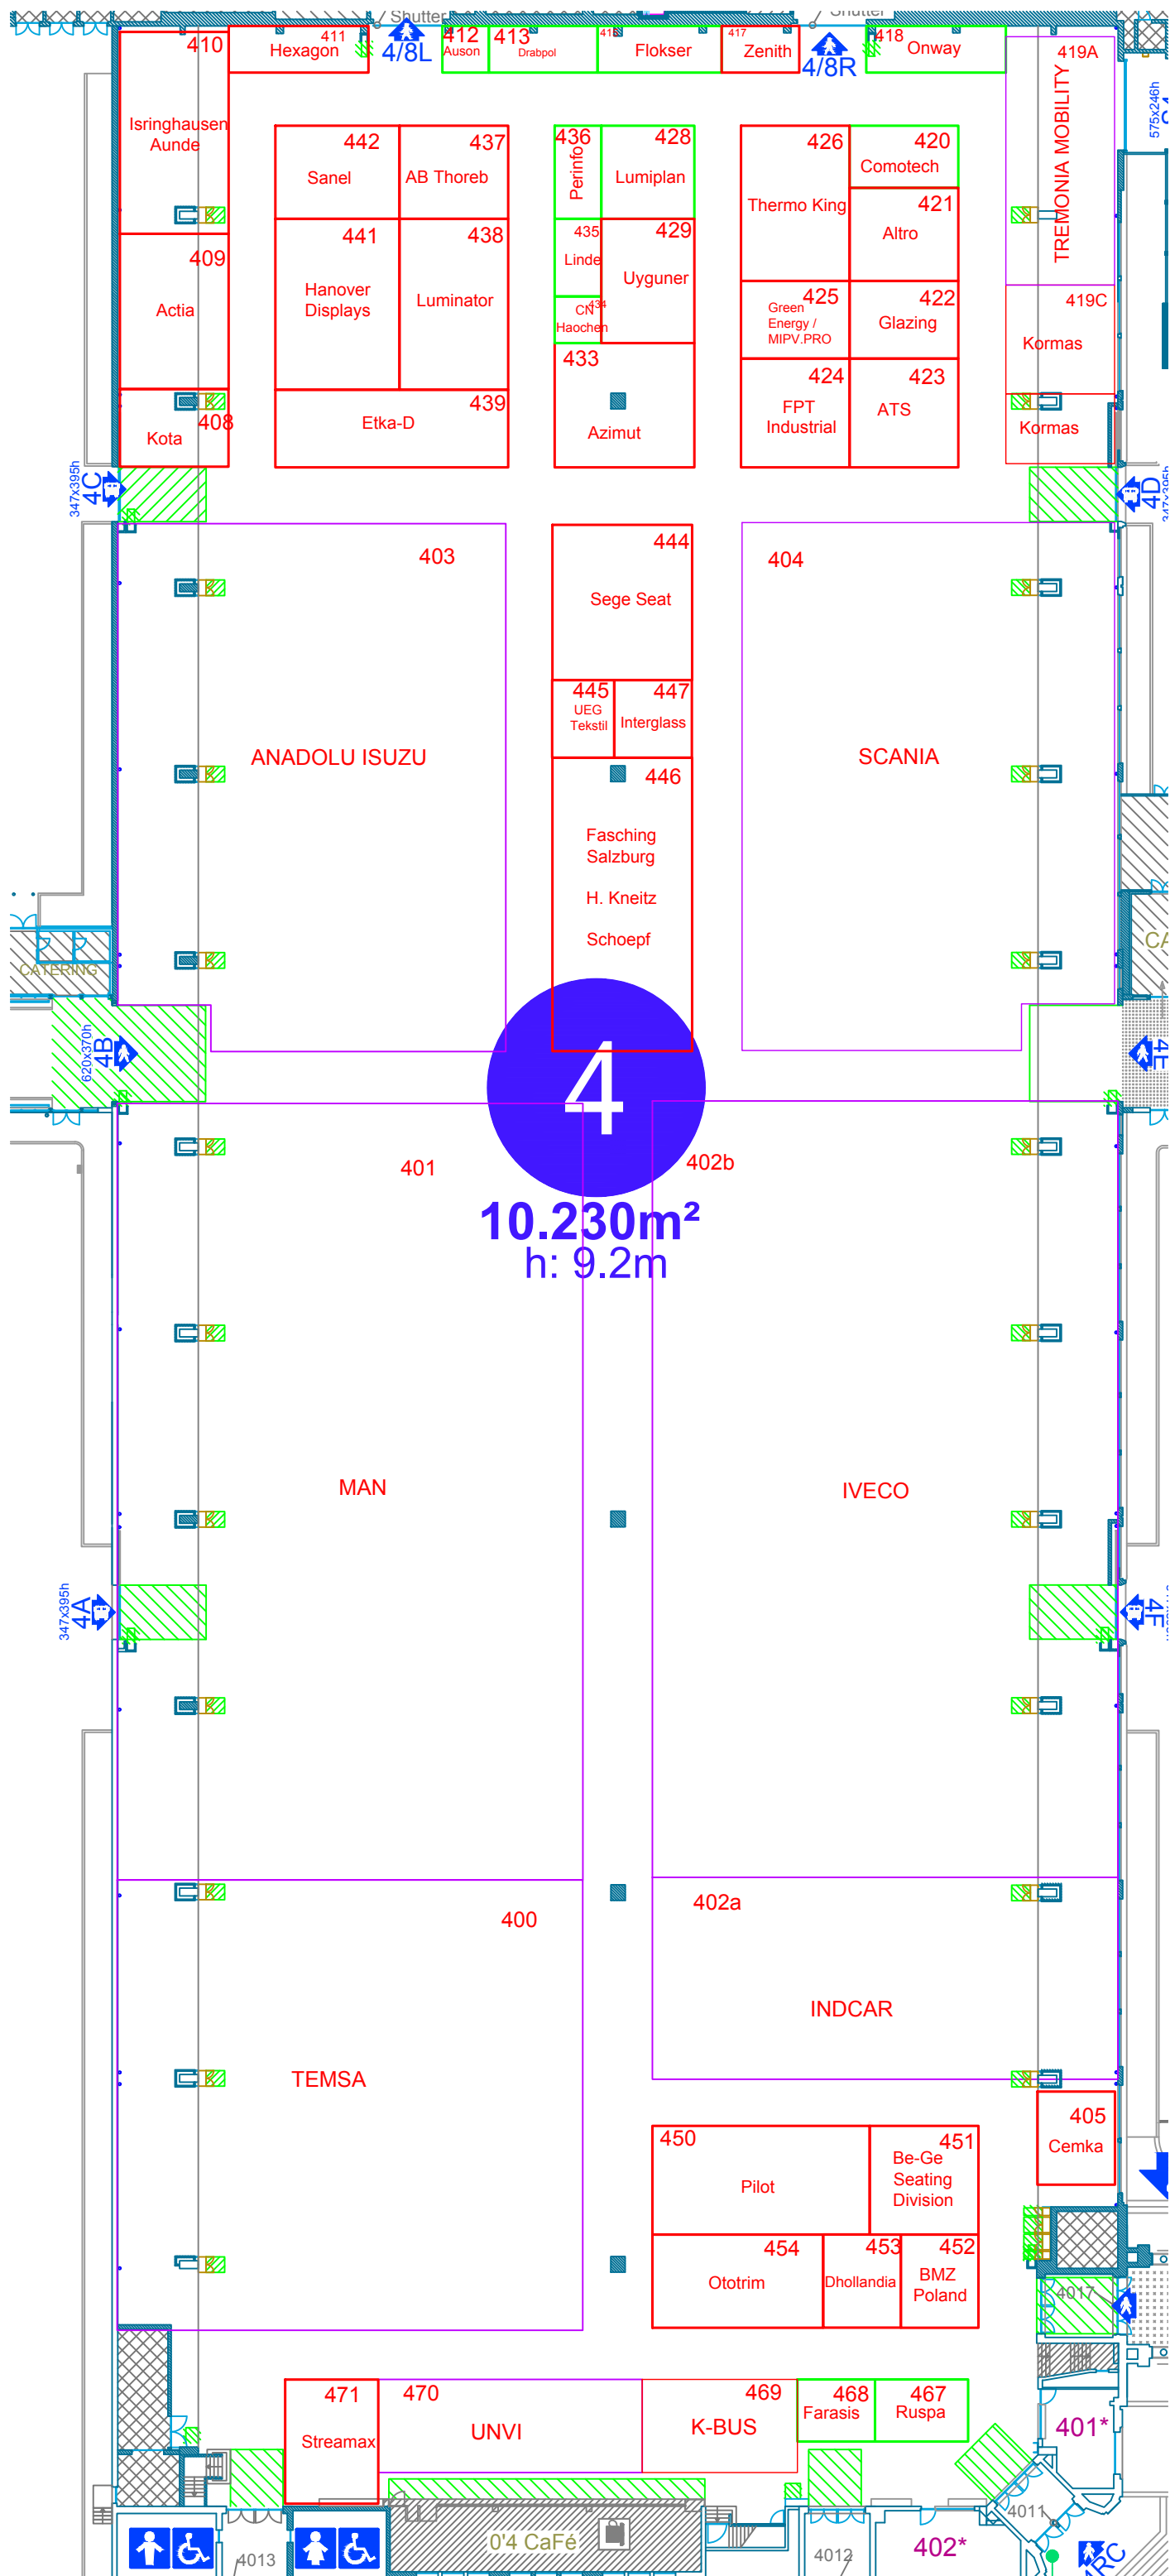 Shutter
Shutter
410
Hexagon
411
4/8L
412
Auson
413
Drabpol
Flokser
417
Zenith
4/8R
418
Onway
419A
TREMONIA MOBILITY
575x246h
Isringhausen
Aunde
442
Sanel
437
AB Thoreb
436
Perinfo
428
Lumiplan
426
Thermo King
420
Comotech
421
Altro
409
Actia
441
Hanover
Displays
438
Luminator
435
Linde
429
Uyguner
434
CN
Haochen
425
Green
Energy /
MIPV.PRO
422
Glazing
419C
Kormas
408
Kota
439
Etka-D
433
Azimut
424
FPT
Industrial
423
ATS
Kormas
347x395h
4C
4D
347x395h
403
ANADOLU ISUZU
444
Sege Seat
445
UEG
Tekstil
447
Interglass
446
Fasching
Salzburg
H. Kneitz
Schoepf
404
SCANIA
CATERING
CA
620x370h
4B
4E
4
10.230m²
h: 9.2m
401
MAN
402b
IVECO
347x395h
4A
4F
400
TEMSA
402a
INDCAR
405
Cemka
450
Pilot
451
Be-Ge
Seating
Division
454
Ototrim
453
Dhollandia
452
BMZ
Poland
4017
471
Streamax
470
UNVI
469
K-BUS
468
Farasis
467
Ruspa
401*
4011
4013
0'4 CaFé
4012
402*
1RC